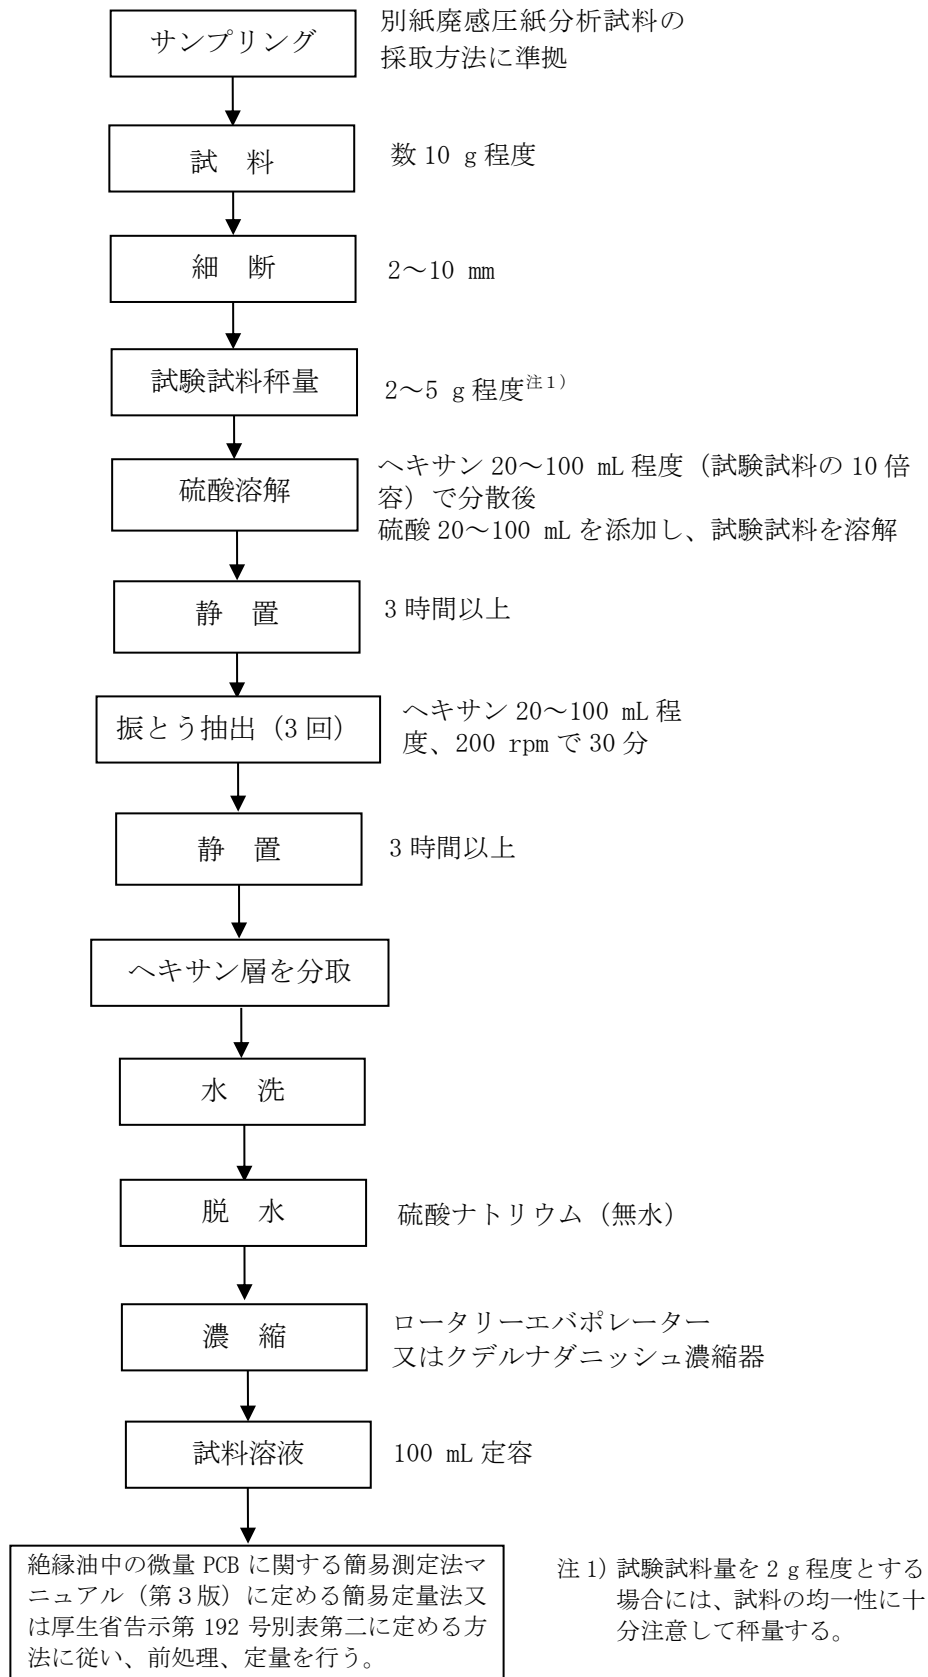 サンプリング
別紙廃感圧紙分析試料の
採取方法に準拠
試　料
数 10 g 程度
細　断
2～10 mm
試験試料秤量
2～5 g 程度注１）
硫酸溶解
ヘキサン 20～100 mL 程度（試験試料の 10 倍
容）で分散後
硫酸 20～100 mL を添加し、試験試料を溶解
静　置
3 時間以上
振とう抽出（3 回）
ヘキサン 20～100 mL 程
度、200 rpm で 30 分
静　置
3 時間以上
ヘキサン層を分取
水　洗
脱　水
硫酸ナトリウム（無水）
濃　縮
ロータリーエバポレーター
又はクデルナダニッシュ濃縮器
試料溶液
100 mL 定容
絶縁油中の微量 PCB に関する簡易測定法マ
ニュアル（第３版）に定める簡易定量法又
は厚生省告示第 192 号別表第二に定める方
法に従い、前処理、定量を行う。
注 1) 試験試料量を 2 g 程度とする
場合には、試料の均一性に十
分注意して秤量する。